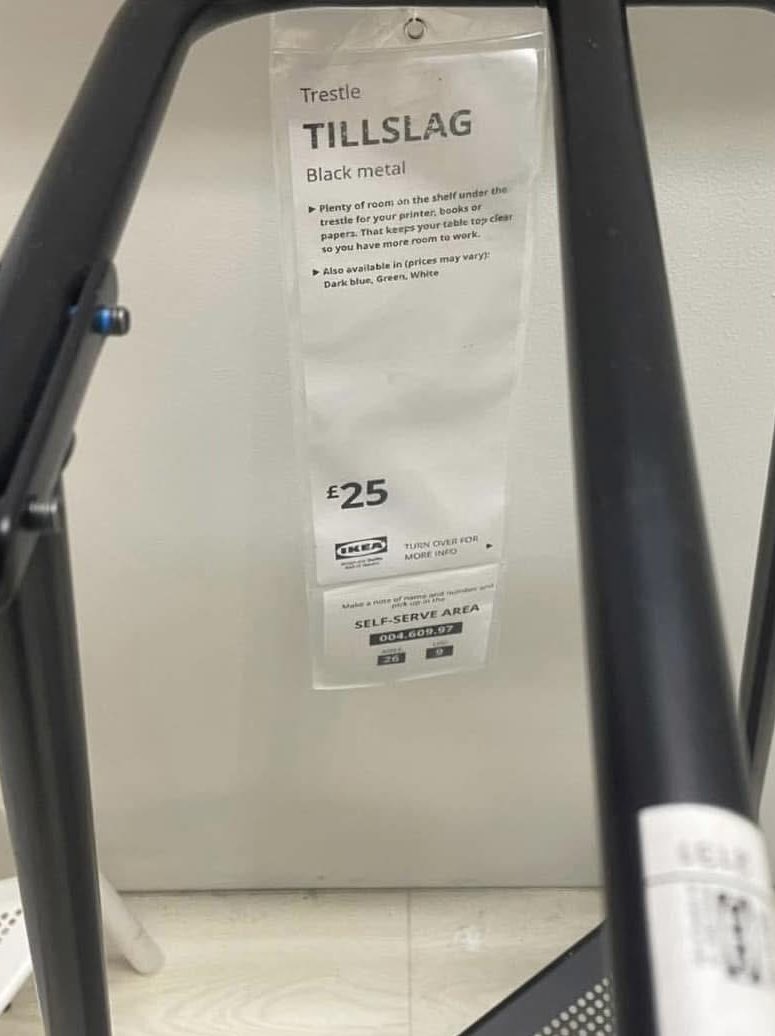 Trestle
TILLSLAG
Black metal
▶ Plenty of room on the shelf under the
trestle for your printer, books or
papers. That keeps your table top clear
so you have more room to work.
▶ Also available in (prices may vary):
Dark blue, Green, White
£25
IKEA
TURN OVER FOR
MORE INFO ▶
Make a note of name and number and
pick up in the
SELF-SERVE AREA
004.609.97
26 9